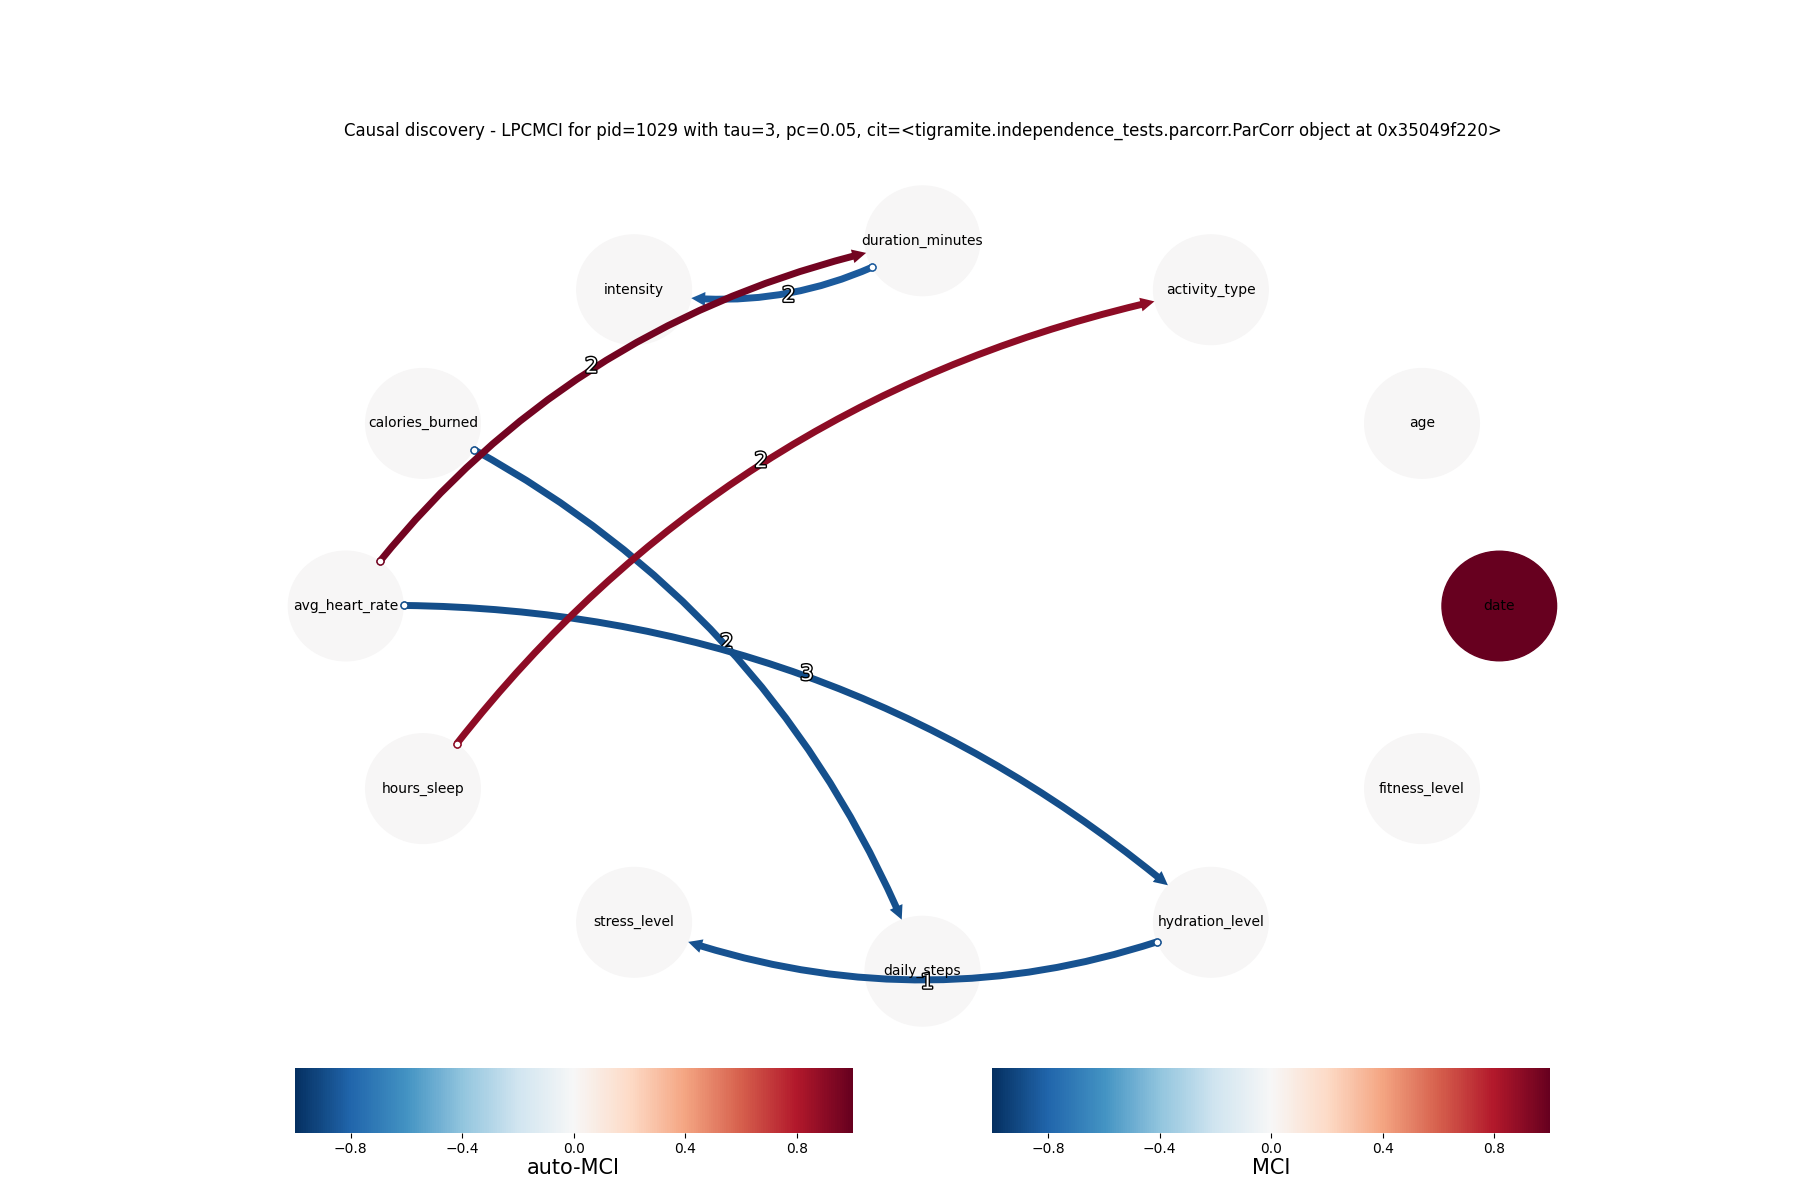 Causal discovery - LPCMCI for pid=1029 with tau=3, pc=0.05, cit=<tigramite.independence_tests.parcorr.ParCorr object at 0x35049f220>
duration_minutes
intensity
activity_type
2
2
calories_burned
age
2
avg_heart_rate
date
2
3
hours_sleep
fitness_level
stress_level
hydration_level
daily_steps
1
−0.8 −0.4 0.0 0.4 0.8
auto-MCI
−0.8 −0.4 0.0 0.4 0.8
MCI